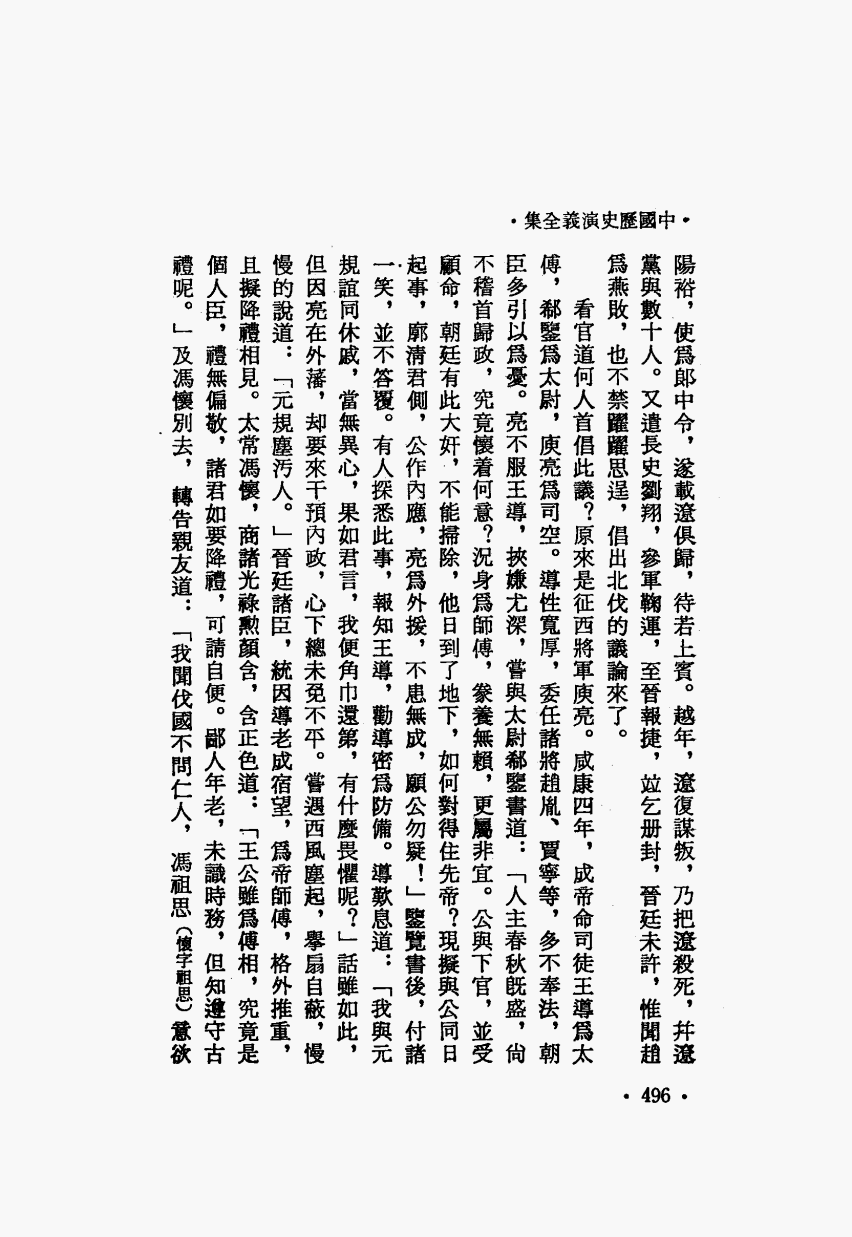 ·中國歷史演義全集·
陽裕，使爲郎中令，遂載遼俱歸，待若上賓。越年，遼復謀叛，乃把遼殺死，幷遼
黨與數十人。又遣長史劉翔，參軍鞠運，至晉報捷，竝乞册封，晉廷未許，惟聞趙
爲燕敗，也不禁躍躍思逞，倡出北伐的議論來了。
看官道何人首倡此議？原來是征西將軍庾亮。咸康四年，成帝命司徒王導爲太
傅，郗鑒爲太尉，庾亮爲司空。導性寬厚，委任諸將趙胤、賈寧等，多不奉法，朝
臣多引以爲憂。亮不服王導，挾嫌尤深，嘗與太尉郗鑒書道：「人主春秋旣盛，尙
不稽首歸政，究竟懷着何意？況身爲師傅，豢養無賴，更屬非宜。公與下官，並受
顧命，朝廷有此大奸，不能掃除，他日到了地下，如何對得住先帝？現擬與公同日
起事，廓清君側，公作內應，亮爲外援，不患無成，願公勿疑！」鑒覽書後，付諸
一笑，並不答覆。有人探悉此事，報知王導，勸導密爲防備。導歎息道：「我與元
規誼同休戚，當無異心，果如君言，我便角巾還第，有什麼畏懼呢？」話雖如此，
但因亮在外藩，却要來干預內政，心下總未免不平。嘗遇西風塵起，舉扇自蔽，慢
慢的說道：「元規塵汚人。」晉廷諸臣，統因導老成宿望，爲帝師傅，格外推重，
且擬降禮相見。太常馮懷，商諸光祿勳顏含，含正色道：「王公雖爲傅相，究竟是
個人臣，禮無偏敬，諸君如要降禮，可請自便。鄙人年老，未識時務，但知遵守古
禮呢。」及馮懷別去，轉告親友道：「我聞伐國不問仁人，馮祖思（懷字祖思）意欲
·496·